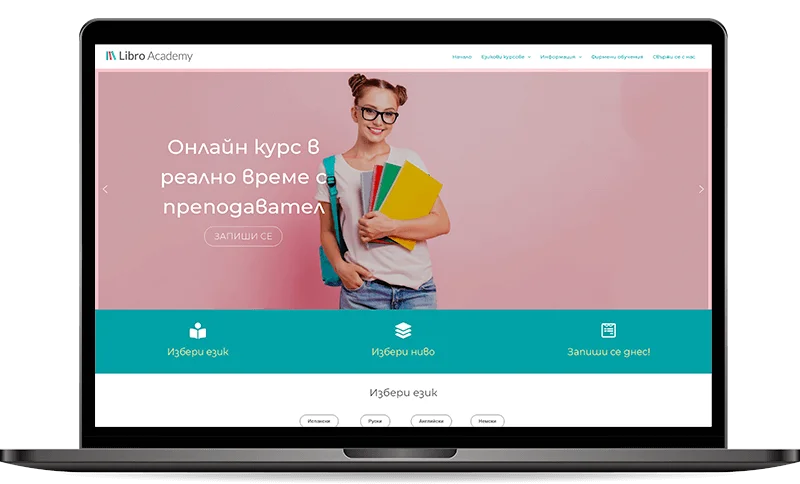 Libro Academy
Начало
Езикови курсове
Информация
Фирмени обучения
Свържи се с нас
Онлайн курс в
реално време с
преподавател
ЗАПИШИ СЕ
Избери език
Избери ниво
Запиши се днес!
Избери език
Испански
Руски
Английски
Немски